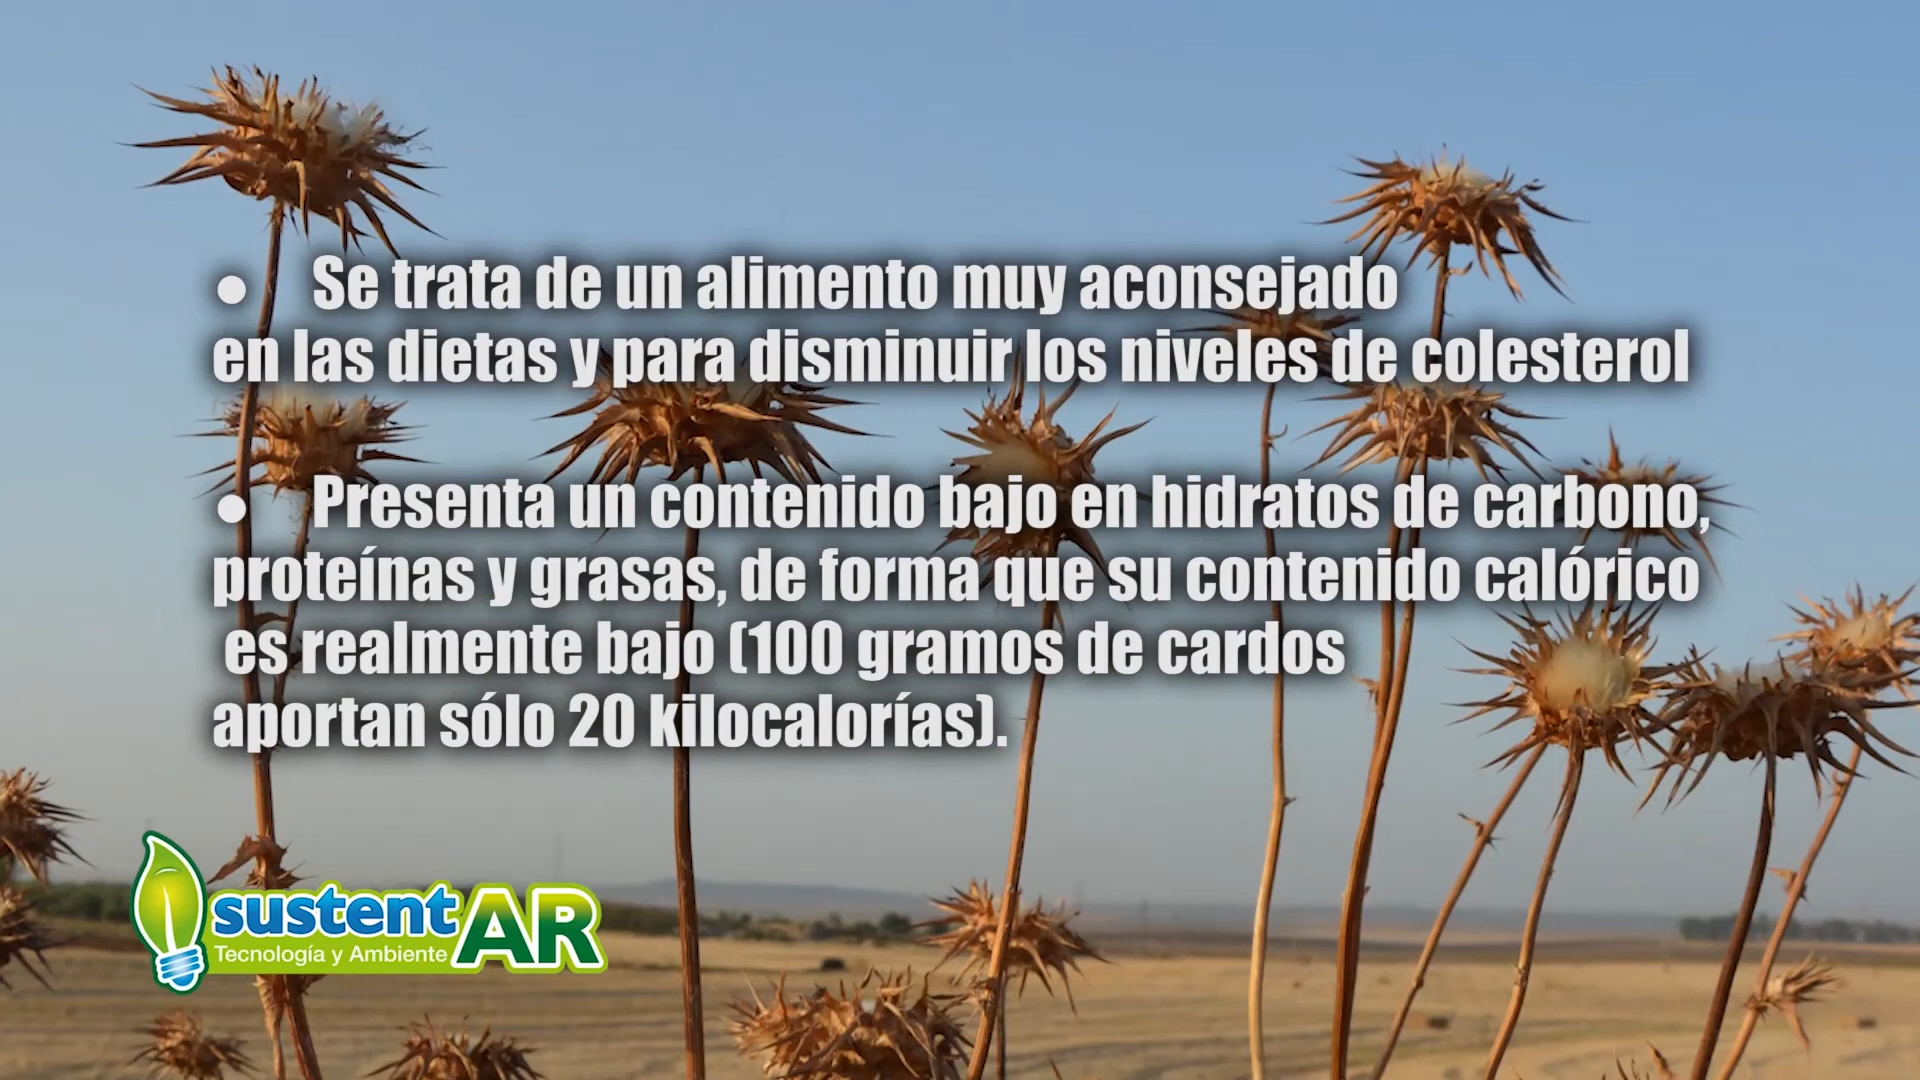 ● Se trata de un alimento muy aconsejado
en las dietas y para disminuir los niveles de colesterol
● Presenta un contenido bajo en hidratos de carbono,
proteínas y grasas, de forma que su contenido calórico
es realmente bajo (100 gramos de cardos
aportan sólo 20 kilocalorías).
sustentAR
Tecnología y Ambiente